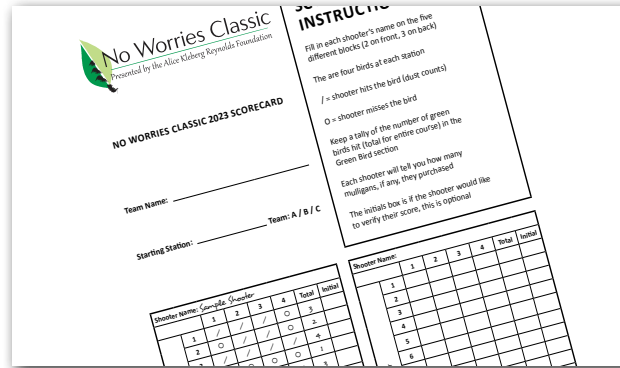 No Worries Classic
Presented by the Alice Kleberg Reynolds Foundation
NO WORRIES CLASSIC 2023 SCORECARD
Team Name:
Starting Station: Team: A / B / C
INSTRUCTIO
Fill in each shooter's name on the five
different blocks (2 on front, 3 on back)
The are four birds at each station
/ = shooter hits the bird (dust counts)
O = shooter misses the bird
Keep a tally of the number of green
birds hit (total for entire course) in the
Green Bird section
Each shooter will tell you how many
mulligans, if any, they purchased
The initials box is if the shooter would like
to verify their score, this is optional
Shooter Name: Sample Shooter
1 2 3 4 Total Initial
1 / / / O 3
2 O / / O 2
/ / / / 4
O O 1
3
Shooter Name:
1 2 3 4 Total Initial
1
2
3
4
5
6